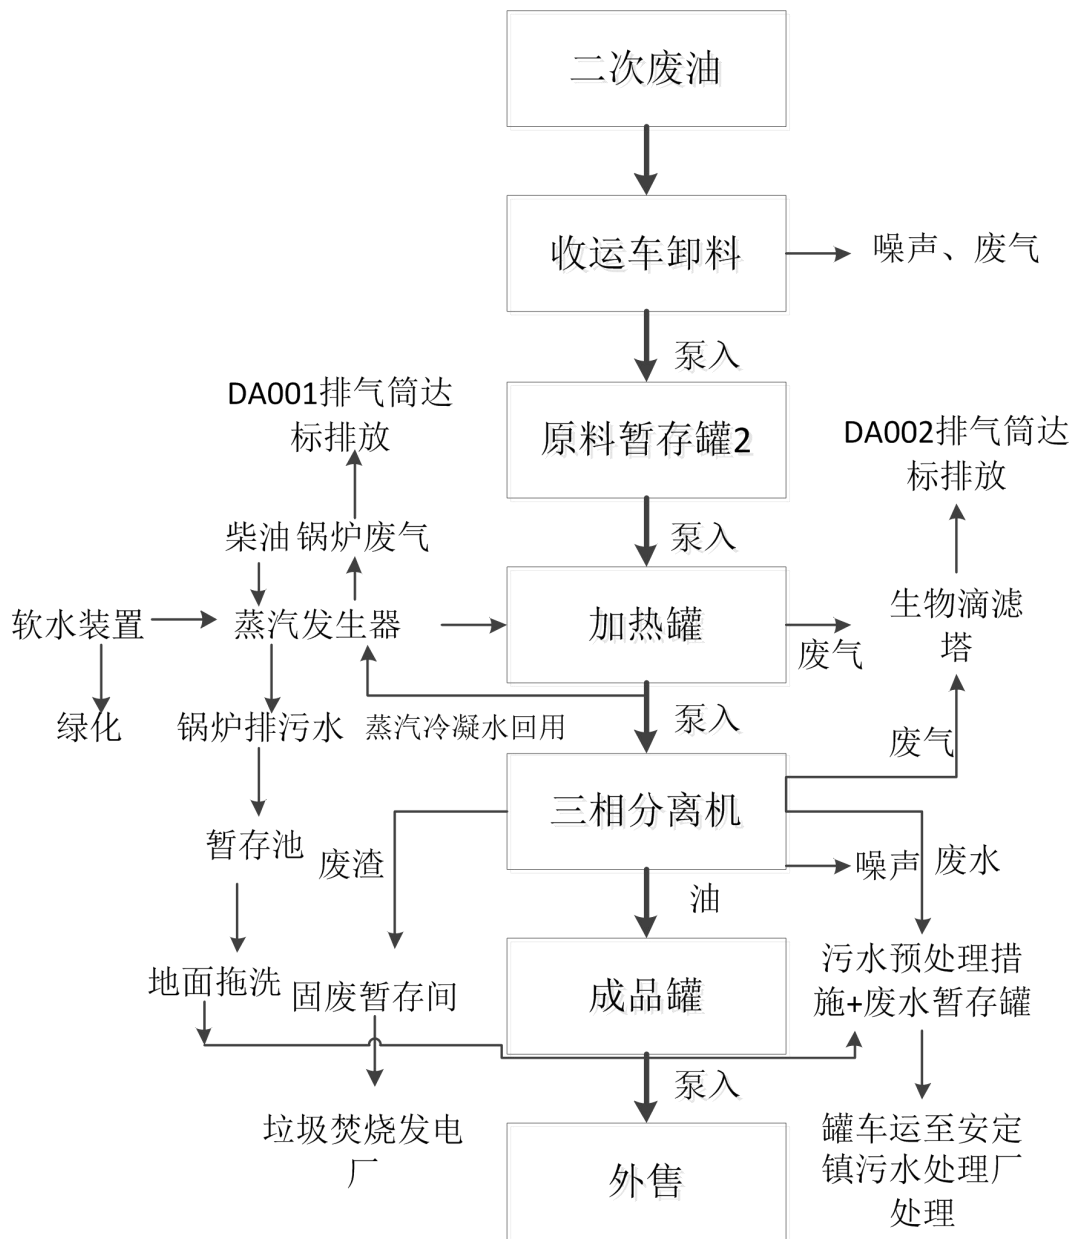 二次废油
收运车卸料
噪声、废气
泵入
DA001排气筒达
标排放
原料暂存罐2
DA002排气筒达
标排放
柴油
锅炉废气
泵入
软水装置
蒸汽发生器
加热罐
废气
生物滴滤
塔
绿化
锅炉排污水
蒸汽冷凝水回用
泵入
废气
三相分离机
暂存池
废渣
噪声
废水
油
地面拖洗
固废暂存间
成品罐
污水预处理措
施+废水暂存罐
泵入
垃圾焚烧发电
厂
外售
罐车运至安定
镇污水处理厂
处理